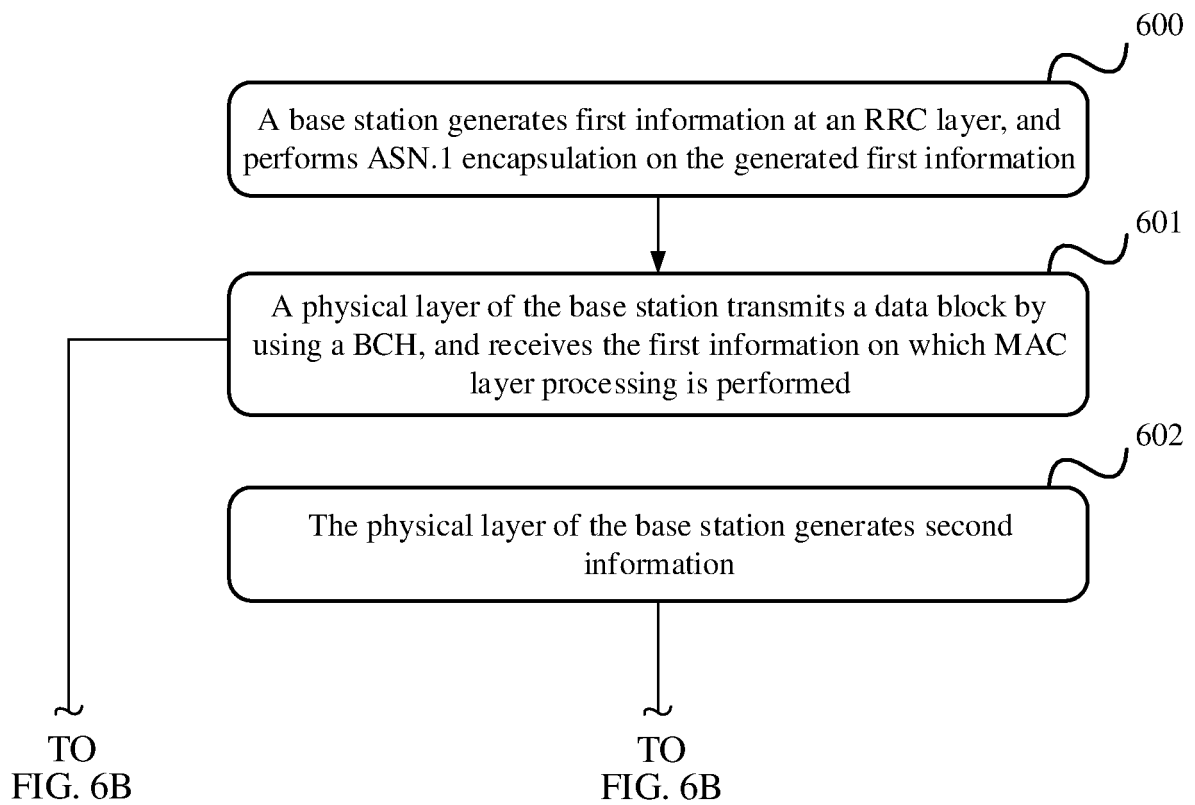 600
A base station generates first information at an RRC layer, and
performs ASN.1 encapsulation on the generated first information
601
A physical layer of the base station transmits a data block by
using a BCH, and receives the first information on which MAC
layer processing is performed
602
The physical layer of the base station generates second
information
TO
FIG. 6B
TO
FIG. 6B